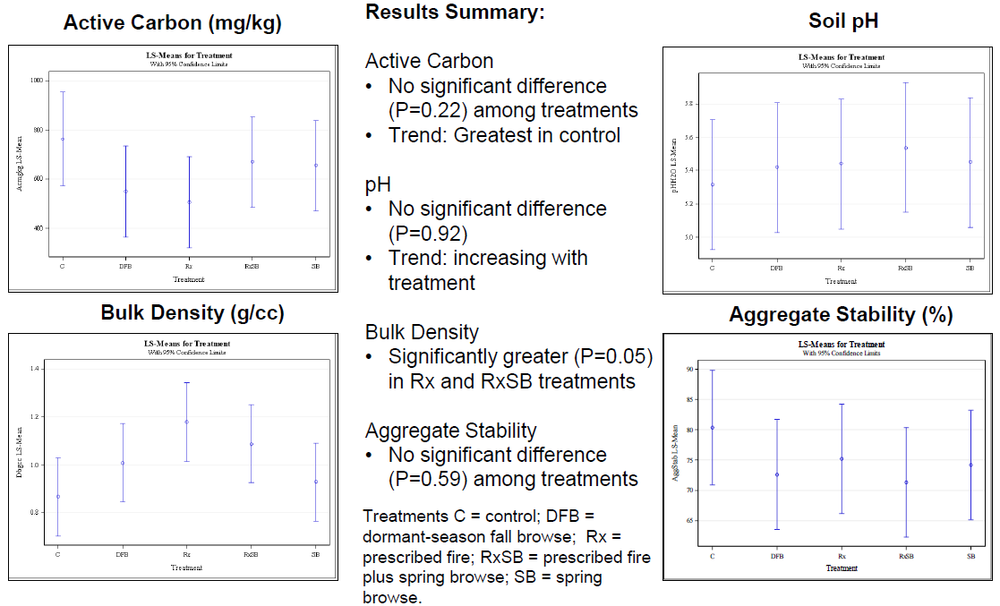 Active Carbon (mg/kg)
LS-Means for Treatment
With 95% Confidence Limits
Acmgkg LS-Mean
1000
800
600
400
C
DFB
Rx
RxSB
SB
Treatment
Bulk Density (g/cc)
LS-Means for Treatment
With 95% Confidence Limits
Dbgcc LS-Mean
1.4
1.2
1.0
0.8
C
DFB
Rx
RxSB
SB
Treatment
Results Summary:
Active Carbon
• No significant difference
(P=0.22) among treatments
• Trend: Greatest in control
pH
• No significant difference
(P=0.92)
• Trend: increasing with
treatment
Bulk Density
• Significantly greater (P=0.05)
in Rx and RxSB treatments
Aggregate Stability
• No significant difference
(P=0.59) among treatments
Treatments C = control; DFB =
dormant-season fall browse; Rx =
prescribed fire; RxSB = prescribed fire
plus spring browse; SB = spring
browse.
Soil pH
LS-Means for Treatment
With 95% Confidence Limits
pHH2O LS-Mean
5.8
5.6
5.4
5.2
5.0
C
DFB
Rx
RxSB
SB
Treatment
Aggregate Stability (%)
LS-Means for Treatment
With 95% Confidence Limits
AggStab LS-Mean
90
85
80
75
70
65
C
DFB
Rx
RxSB
SB
Treatment